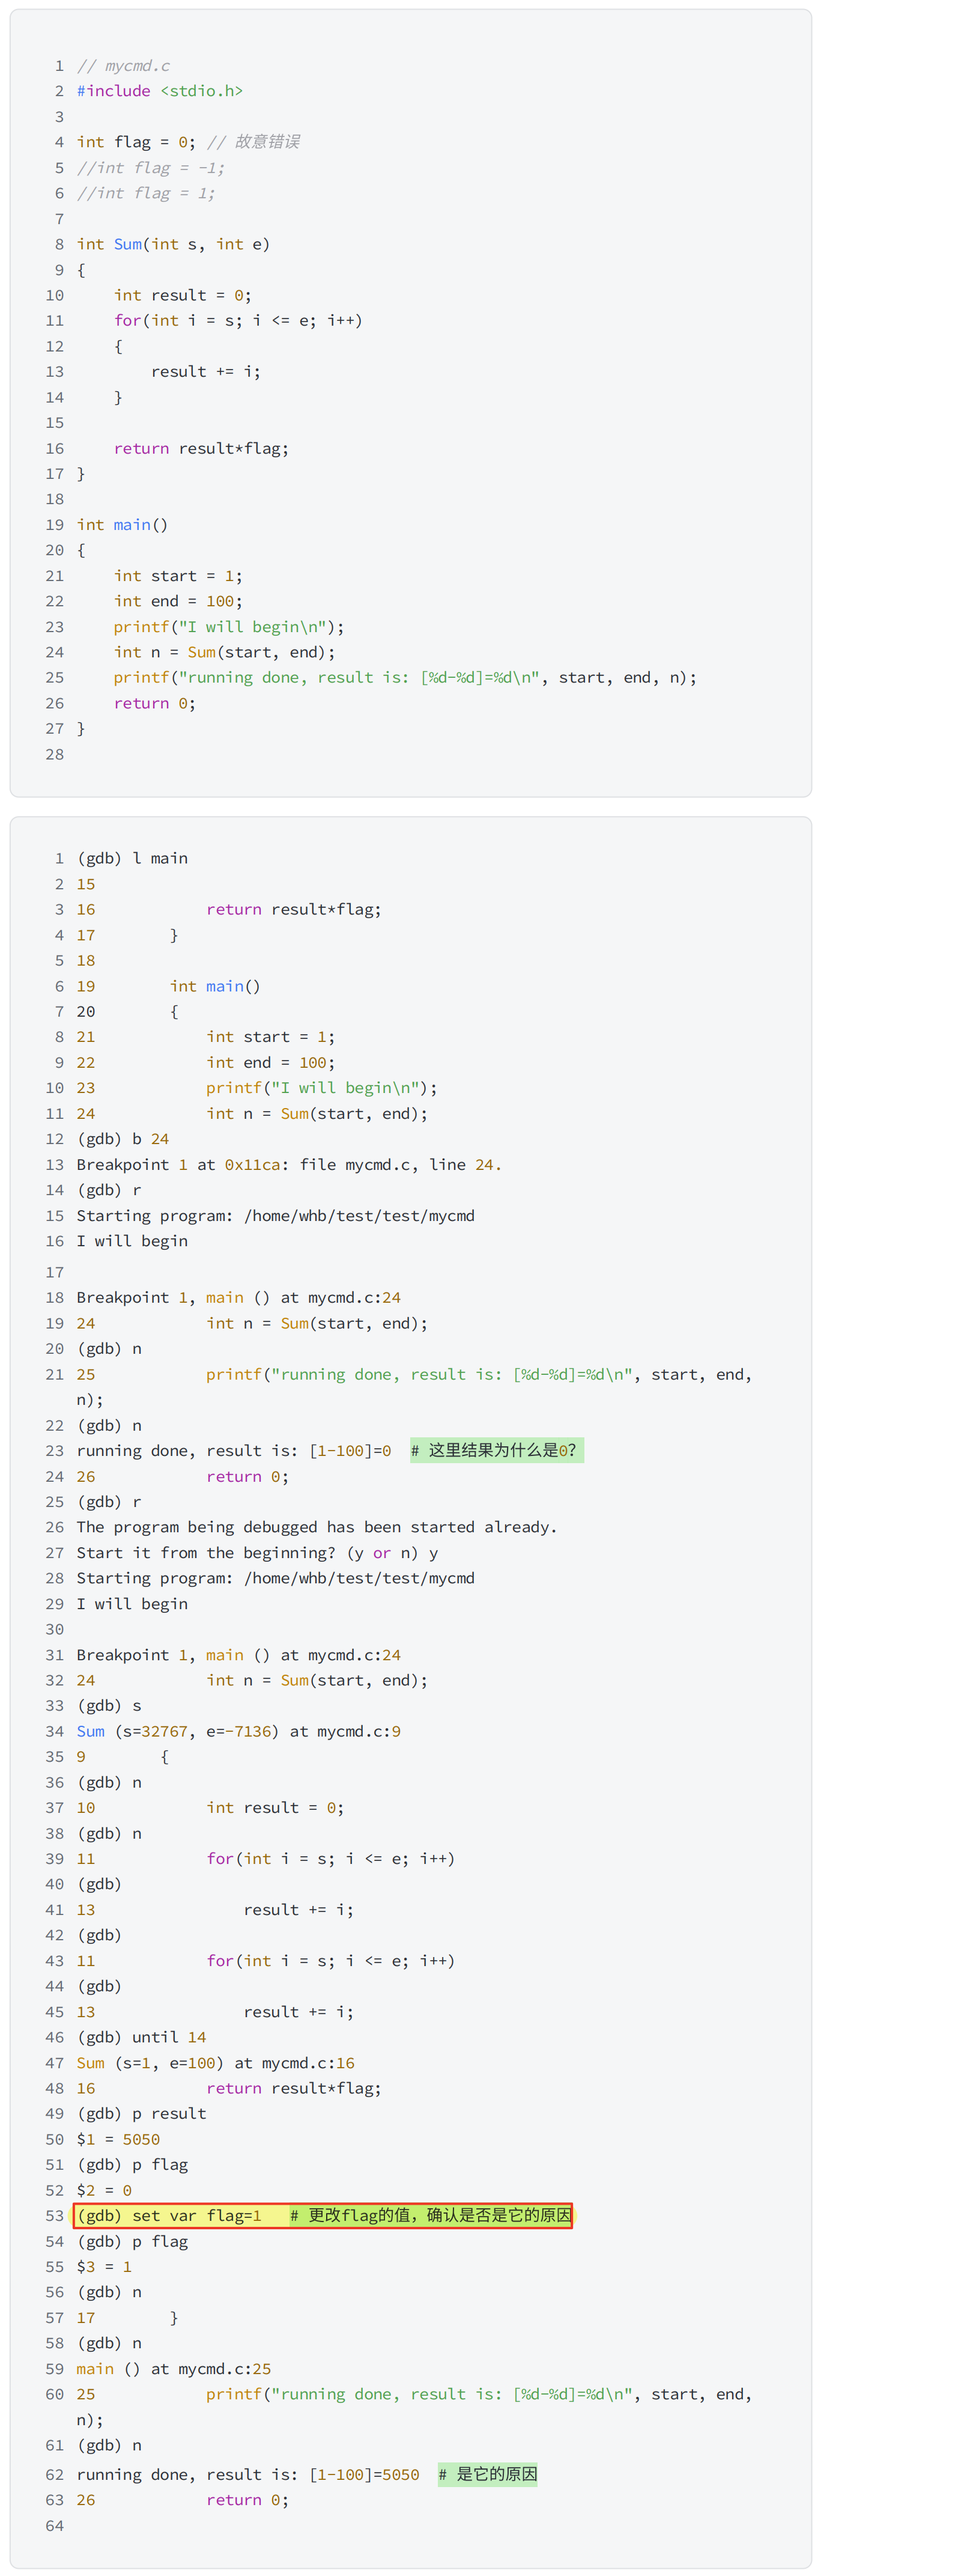 1 // mycmd.c
2 #include <stdio.h>
3
4 int flag = 0; // 故意错误
5 //int flag = -1;
6 //int flag = 1;
7
8 int Sum(int s, int e)
9 {
10     int result = 0;
11     for(int i = s; i <= e; i++)
12     {
13         result += i;
14     }
15
16     return result*flag;
17 }
18
19 int main()
20 {
21     int start = 1;
22     int end = 100;
23     printf("I will begin\n");
24     int n = Sum(start, end);
25     printf("running done, result is: [%d-%d]=%d\n", start, end, n);
26     return 0;
27 }
28
1 (gdb) l main
2 15
3 16            return result*flag;
4 17        }
5 18
6 19        int main()
7 20        {
8 21            int start = 1;
9 22            int end = 100;
10 23            printf("I will begin\n");
11 24            int n = Sum(start, end);
12 (gdb) b 24
13 Breakpoint 1 at 0x11ca: file mycmd.c, line 24.
14 (gdb) r
15 Starting program: /home/whb/test/test/mycmd
16 I will begin
17
18 Breakpoint 1, main () at mycmd.c:24
19 24            int n = Sum(start, end);
20 (gdb) n
21 25            printf("running done, result is: [%d-%d]=%d\n", start, end,
n);
22 (gdb) n
23 running done, result is: [1-100]=0  # 这里结果为什么是0?
24 26            return 0;
25 (gdb) r
26 The program being debugged has been started already.
27 Start it from the beginning? (y or n) y
28 Starting program: /home/whb/test/test/mycmd
29 I will begin
30
31 Breakpoint 1, main () at mycmd.c:24
32 24            int n = Sum(start, end);
33 (gdb) s
34 Sum (s=32767, e=-7136) at mycmd.c:9
35 9        {
36 (gdb) n
37 10            int result = 0;
38 (gdb) n
39 11            for(int i = s; i <= e; i++)
40 (gdb)
41 13                result += i;
42 (gdb)
43 11            for(int i = s; i <= e; i++)
44 (gdb)
45 13                result += i;
46 (gdb) until 14
47 Sum (s=1, e=100) at mycmd.c:16
48 16            return result*flag;
49 (gdb) p result
50 $1 = 5050
51 (gdb) p flag
52 $2 = 0
53 (gdb) set var flag=1   # 更改flag的值，确认是否是它的原因
54 (gdb) p flag
55 $3 = 1
56 (gdb) n
57 17        }
58 (gdb) n
59 main () at mycmd.c:25
60 25            printf("running done, result is: [%d-%d]=%d\n", start, end,
n);
61 (gdb) n
62 running done, result is: [1-100]=5050  # 是它的原因
63 26            return 0;
64